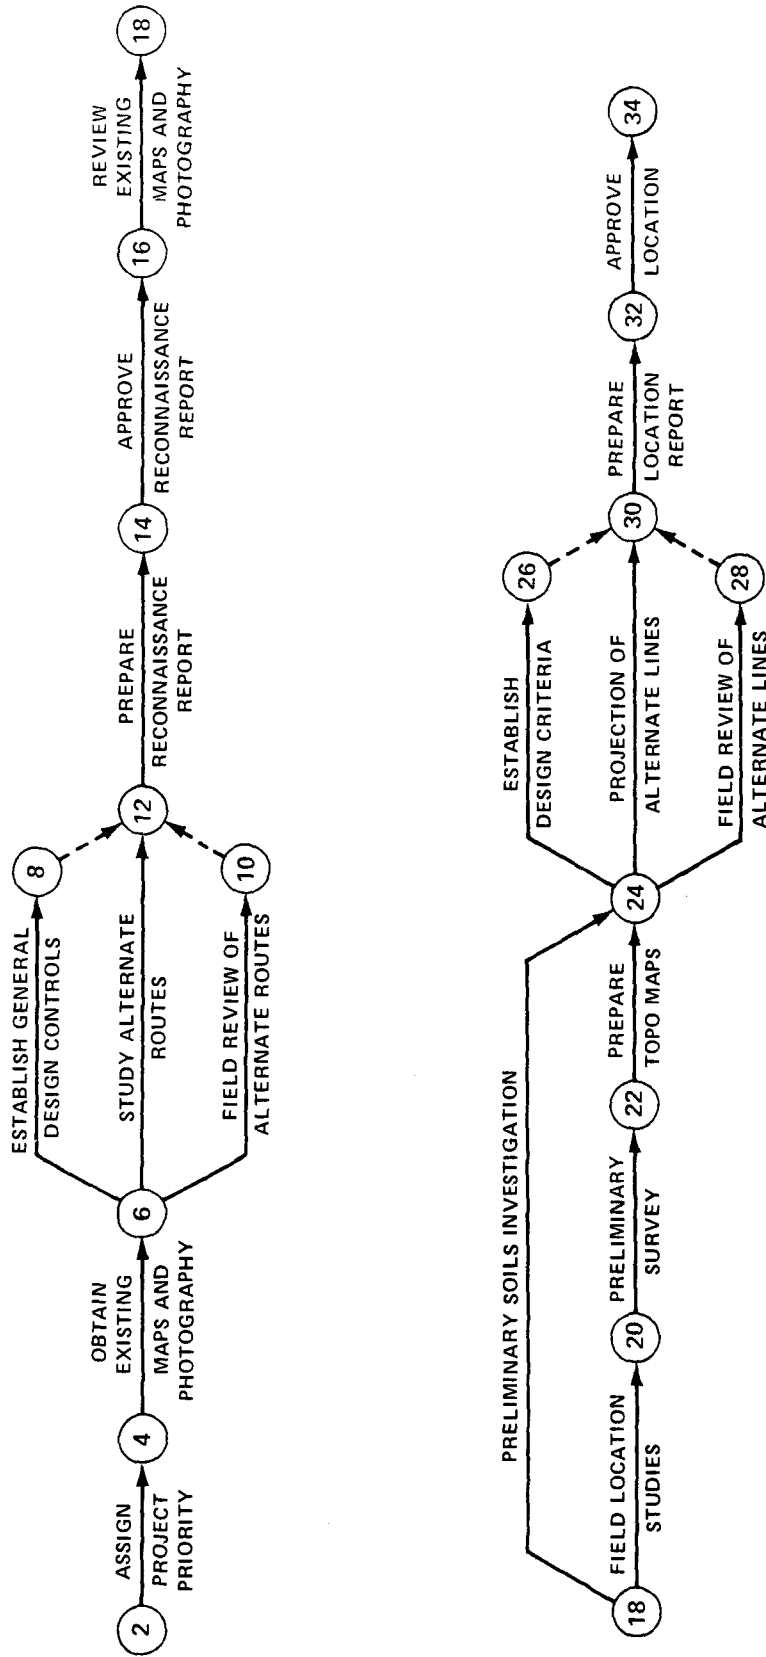 2
ASSIGN
PROJECT
PRIORITY
4
OBTAIN
EXISTING
MAPS AND
PHOTOGRAPHY
6
ESTABLISH GENERAL
DESIGN CONTROLS
8
STUDY ALTERNATE
ROUTES
FIELD REVIEW OF
ALTERNATE ROUTES
10
12
PREPARE
RECONNAISSANCE
REPORT
14
APPROVE
RECONNAISSANCE
REPORT
16
REVIEW
EXISTING
MAPS AND
PHOTOGRAPHY
18
18
PRELIMINARY SOILS INVESTIGATION
FIELD LOCATION
STUDIES
20
PRELIMINARY
SURVEY
22
PREPARE
TOPO MAPS
24
ESTABLISH
DESIGN CRITERIA
26
PROJECTION OF
ALTERNATE LINES
FIELD REVIEW OF
ALTERNATE LINES
28
30
PREPARE
LOCATION
REPORT
32
APPROVE
LOCATION
34